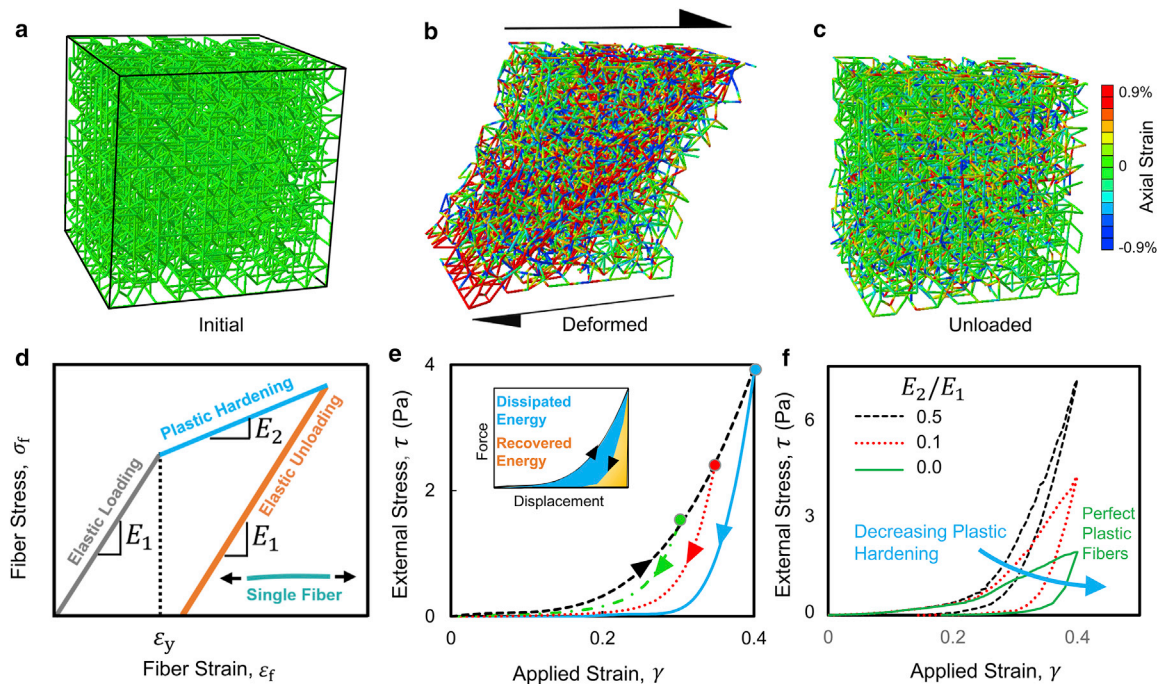 a
b
c
Initial
Deformed
Unloaded
0.9%
0
-0.9%
Axial Strain
d
Fiber Stress, σf
Elastic Loading
E1
Plastic Hardening
E2
Elastic Unloading
E1
Single Fiber
εy
Fiber Strain, εf
e
External Stress, τ (Pa)
4
2
0
Dissipated
Energy
Recovered
Energy
Force
Displacement
0
0.2
0.4
Applied Strain, γ
f
External Stress, τ (Pa)
6
3
0
E2/E1
0.5
0.1
0.0
Decreasing Plastic
Hardening
Perfect
Plastic
Fibers
0
0.2
0.4
Applied Strain, γ